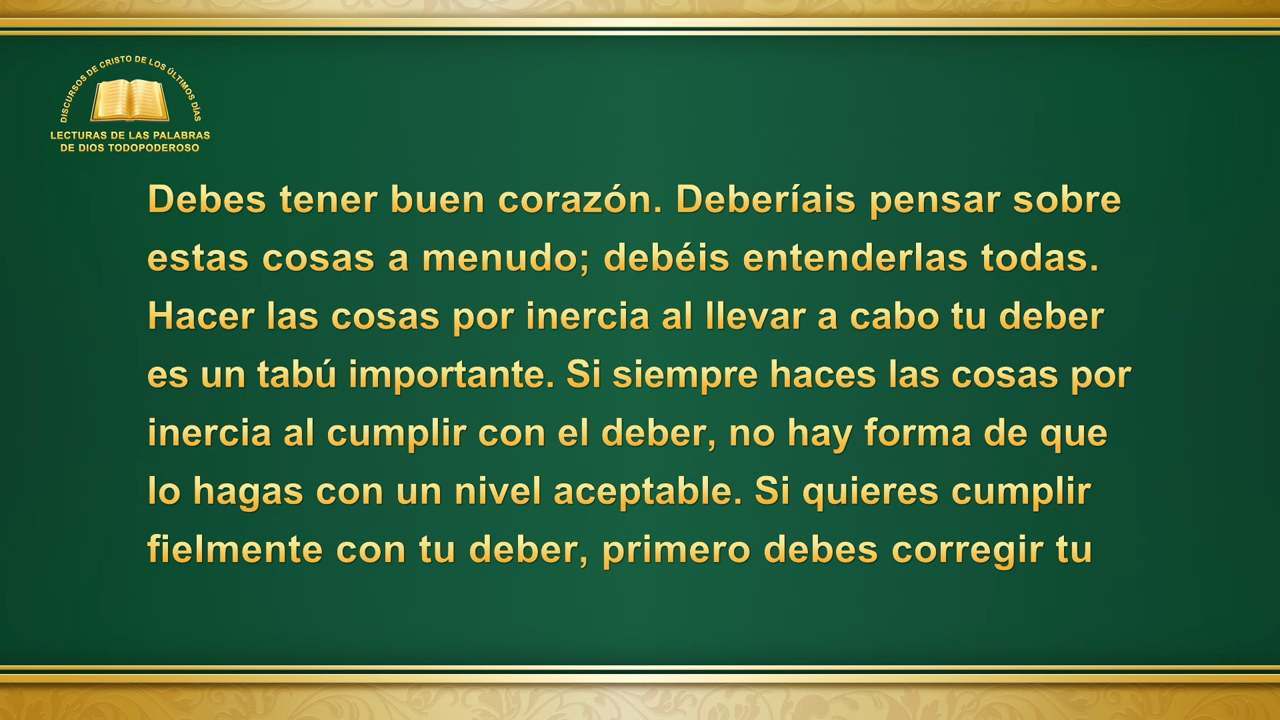 DISCURSOS DE CRISTO DE LOS ÚLTIMOS DÍAS
LECTURAS DE LAS PALABRAS
DE DIOS TODOPODEROSO
Debes tener buen corazón. Deberíais pensar sobre
estas cosas a menudo; debéis entenderlas todas.
Hacer las cosas por inercia al llevar a cabo tu deber
es un tabú importante. Si siempre haces las cosas por
inercia al cumplir con el deber, no hay forma de que
lo hagas con un nivel aceptable. Si quieres cumplir
fielmente con tu deber, primero debes corregir tu